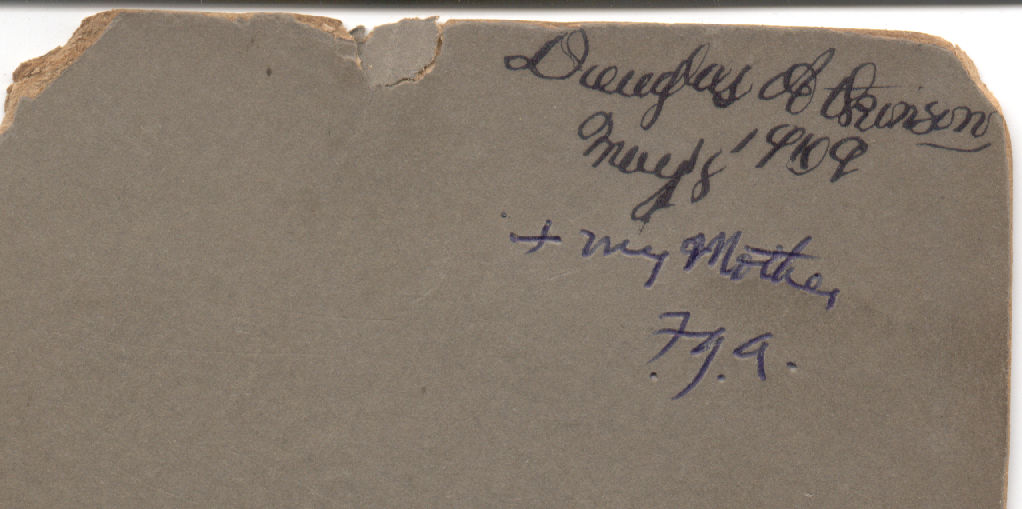 Douglas Atkinson
May 8 1909
+ my Mother
F.G.A.